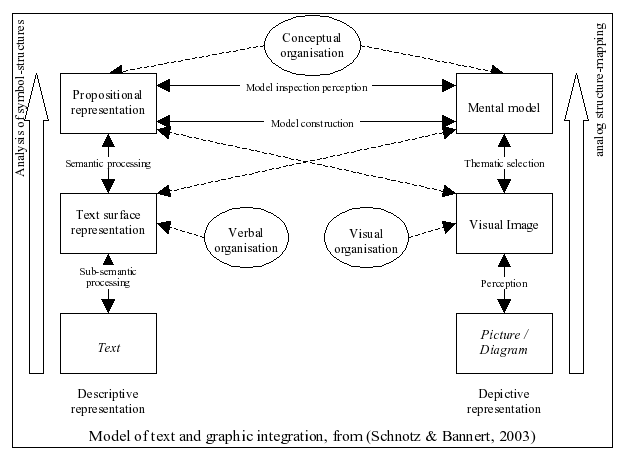 Conceptual
organisation
Analysis of symbol-structures
analog structure-mapping
Propositional
representation
Model inspection perception
Mental model
Model construction
Semantic processing
Thematic selection
Text surface
representation
Verbal
organisation
Visual
organisation
Visual Image
Sub-semantic
processing
Perception
Text
Picture /
Diagram
Descriptive
representation
Depictive
representation
Model of text and graphic integration, from (Schnotz & Bannert, 2003)